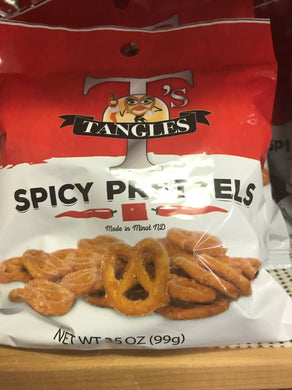 T's
TANGLES
SPICY PRETZELS
Made in Minot ND
NET WT 3.5 OZ (99g)